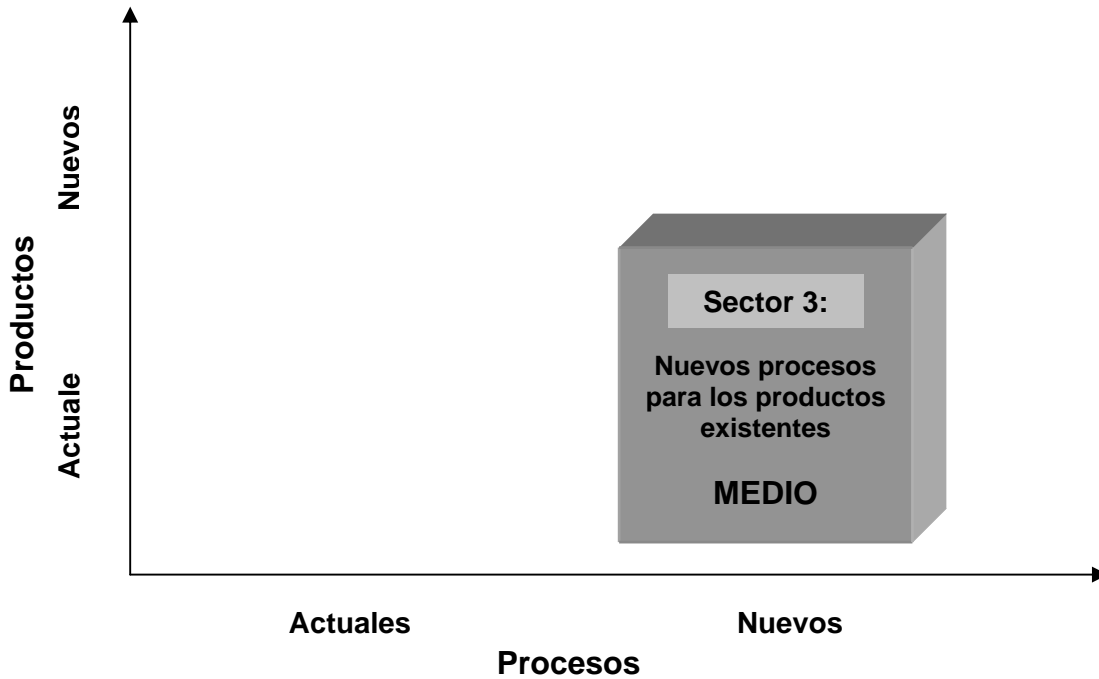 Nuevos
Productos
Actuale
Sector 3:
Nuevos procesos
para los productos
existentes
MEDIO
Actuales
Nuevos
Procesos